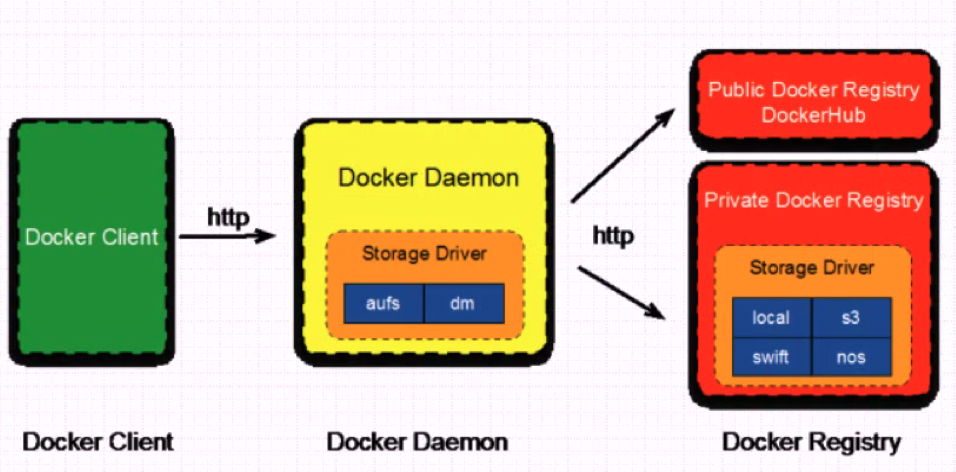 Docker Client
http
Docker Daemon
Storage Driver
aufs
dm
http
Public Docker Registry
DockerHub
Private Docker Registry
Storage Driver
local
s3
swift
nos
Docker Client
Docker Daemon
Docker Registry